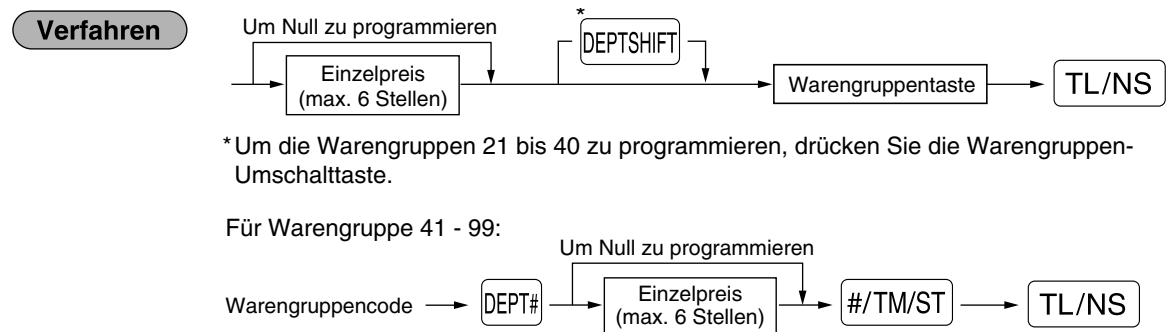 Verfahren
Um Null zu programmieren
*
DEPTSHIFT
Einzelpreis
(max. 6 Stellen)
Warengruppentaste
TL/NS
*Um die Warengruppen 21 bis 40 zu programmieren, drücken Sie die Warengruppen-
Umschalttaste.
Für Warengruppe 41 - 99:
Um Null zu programmieren
Warengruppencode
DEPT#
Einzelpreis
(max. 6 Stellen)
#/TM/ST
TL/NS